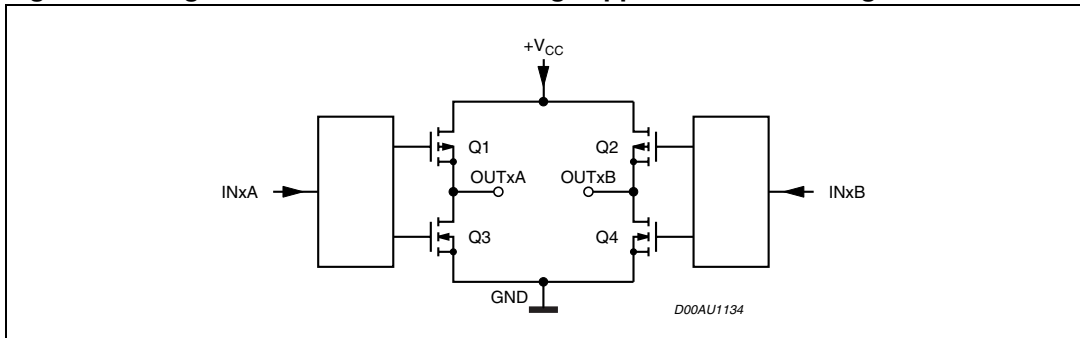 +VCC
Q1
Q2
OUTxA
OUTxB
INxA
INxB
Q3
Q4
GND
D00AU1134